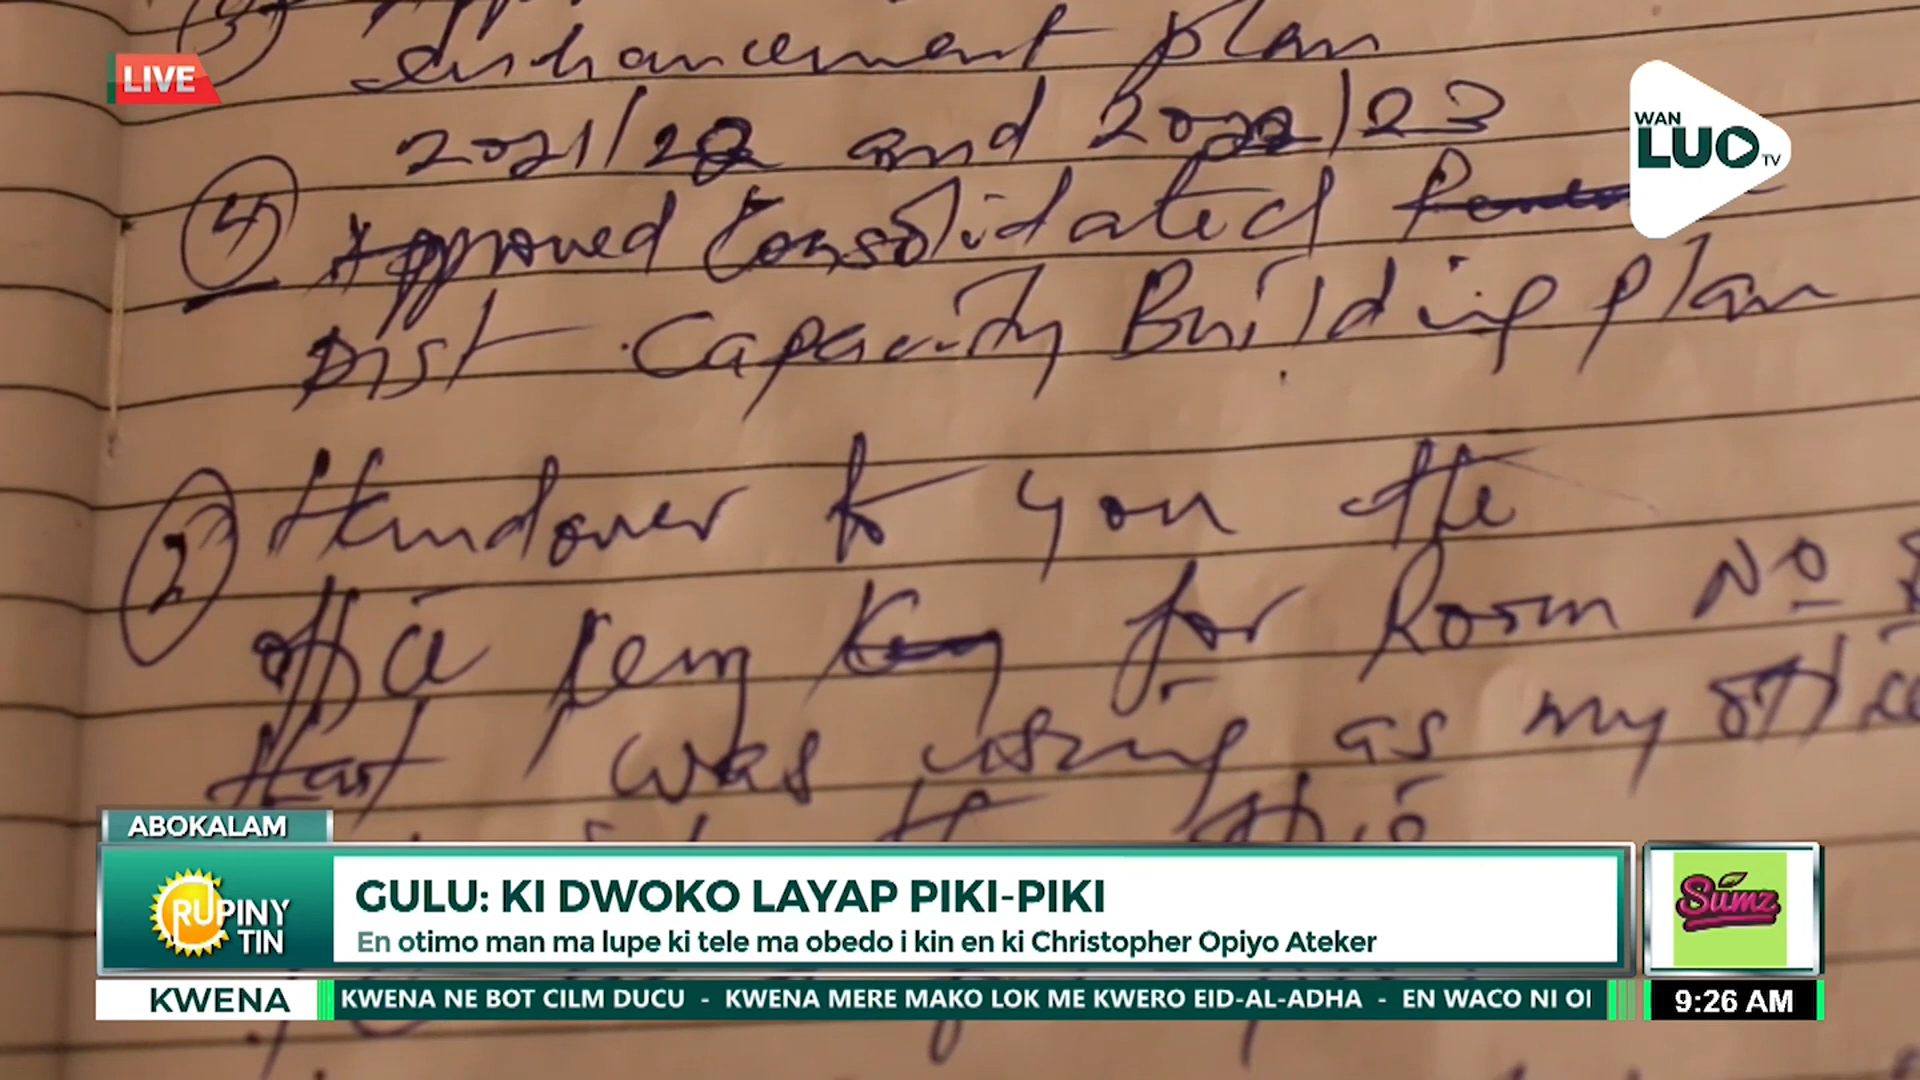 LIVE
WAN
LUO TV
3
enhancement plan
2021/22 and 2022/23
4 Approved Consolidated
Dist. Capacity Building plan
2 Handover to you the
office key for Room No
that was using as my office
ABOKALAM
RUPINY
TIN
GULU: KI DWOKO LAYAP PIKI-PIKI
En otimo man ma lupe ki tele ma obedo i kin en ki Christopher Opiyo Ateker
Sumz
KWENA
KWENA NE BOT CILM DUCU - KWENA MERE MAKO LOK ME KWERO EID-AL-ADHA - EN WACO NI
9:26 AM